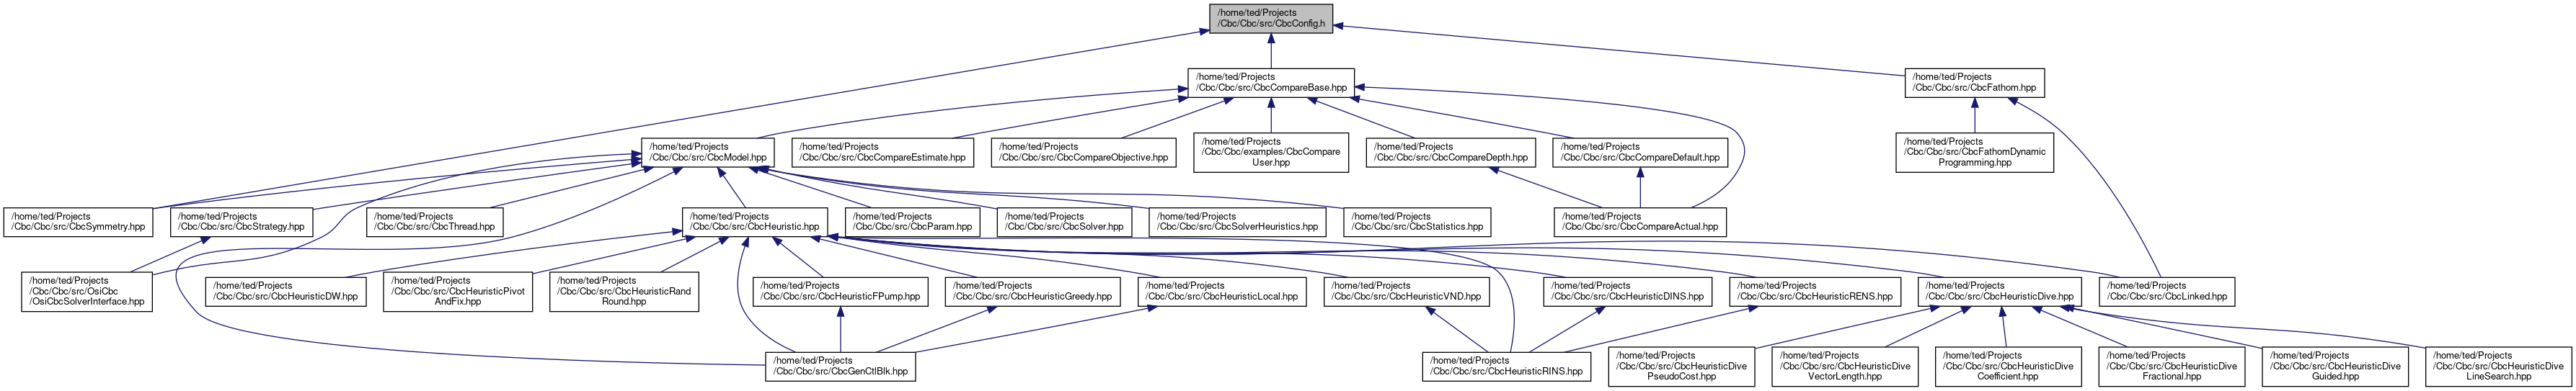 /home/ted/Projects
/Cbc/Cbc/src/CbcConfig.h
/home/ted/Projects
/Cbc/Cbc/src/CbcCompareBase.hpp
/home/ted/Projects
/Cbc/Cbc/src/CbcFathom.hpp
/home/ted/Projects
/Cbc/Cbc/src/CbcModel.hpp
/home/ted/Projects
/Cbc/Cbc/src/CbcCompareEstimate.hpp
/home/ted/Projects
/Cbc/Cbc/src/CbcCompareObjective.hpp
/home/ted/Projects
/Cbc/Cbc/examples/CbcCompare
User.hpp
/home/ted/Projects
/Cbc/Cbc/src/CbcCompareDepth.hpp
/home/ted/Projects
/Cbc/Cbc/src/CbcCompareDefault.hpp
/home/ted/Projects
/Cbc/Cbc/src/CbcFathomDynamic
Programming.hpp
/home/ted/Projects
/Cbc/Cbc/src/CbcSymmetry.hpp
/home/ted/Projects
/Cbc/Cbc/src/CbcStrategy.hpp
/home/ted/Projects
/Cbc/Cbc/src/CbcThread.hpp
/home/ted/Projects
/Cbc/Cbc/src/CbcHeuristic.hpp
/home/ted/Projects
/Cbc/Cbc/src/CbcParam.hpp
/home/ted/Projects
/Cbc/Cbc/src/CbcSolver.hpp
/home/ted/Projects
/Cbc/Cbc/src/CbcSolverHeuristics.hpp
/home/ted/Projects
/Cbc/Cbc/src/CbcStatistics.hpp
/home/ted/Projects
/Cbc/Cbc/src/CbcCompareActual.hpp
/home/ted/Projects
/Cbc/Cbc/src/OsiCbc
/OsiCbcSolverInterface.hpp
/home/ted/Projects
/Cbc/Cbc/src/CbcHeuristicDW.hpp
/home/ted/Projects
/Cbc/Cbc/src/CbcHeuristicPivot
AndFix.hpp
/home/ted/Projects
/Cbc/Cbc/src/CbcHeuristicRand
Round.hpp
/home/ted/Projects
/Cbc/Cbc/src/CbcHeuristicFPump.hpp
/home/ted/Projects
/Cbc/Cbc/src/CbcHeuristicGreedy.hpp
/home/ted/Projects
/Cbc/Cbc/src/CbcHeuristicLocal.hpp
/home/ted/Projects
/Cbc/Cbc/src/CbcHeuristicVND.hpp
/home/ted/Projects
/Cbc/Cbc/src/CbcHeuristicDINS.hpp
/home/ted/Projects
/Cbc/Cbc/src/CbcHeuristicRENS.hpp
/home/ted/Projects
/Cbc/Cbc/src/CbcHeuristicDive.hpp
/home/ted/Projects
/Cbc/Cbc/src/CbcLinked.hpp
/home/ted/Projects
/Cbc/Cbc/src/CbcGenCtlBlk.hpp
/home/ted/Projects
/Cbc/Cbc/src/CbcHeuristicRINS.hpp
/home/ted/Projects
/Cbc/Cbc/src/CbcHeuristicDive
PseudoCost.hpp
/home/ted/Projects
/Cbc/Cbc/src/CbcHeuristicDive
VectorLength.hpp
/home/ted/Projects
/Cbc/Cbc/src/CbcHeuristicDive
Coefficient.hpp
/home/ted/Projects
/Cbc/Cbc/src/CbcHeuristicDive
Fractional.hpp
/home/ted/Projects
/Cbc/Cbc/src/CbcHeuristicDive
Guided.hpp
/home/ted/Projects
/Cbc/Cbc/src/CbcHeuristicDive
LineSearch.hpp